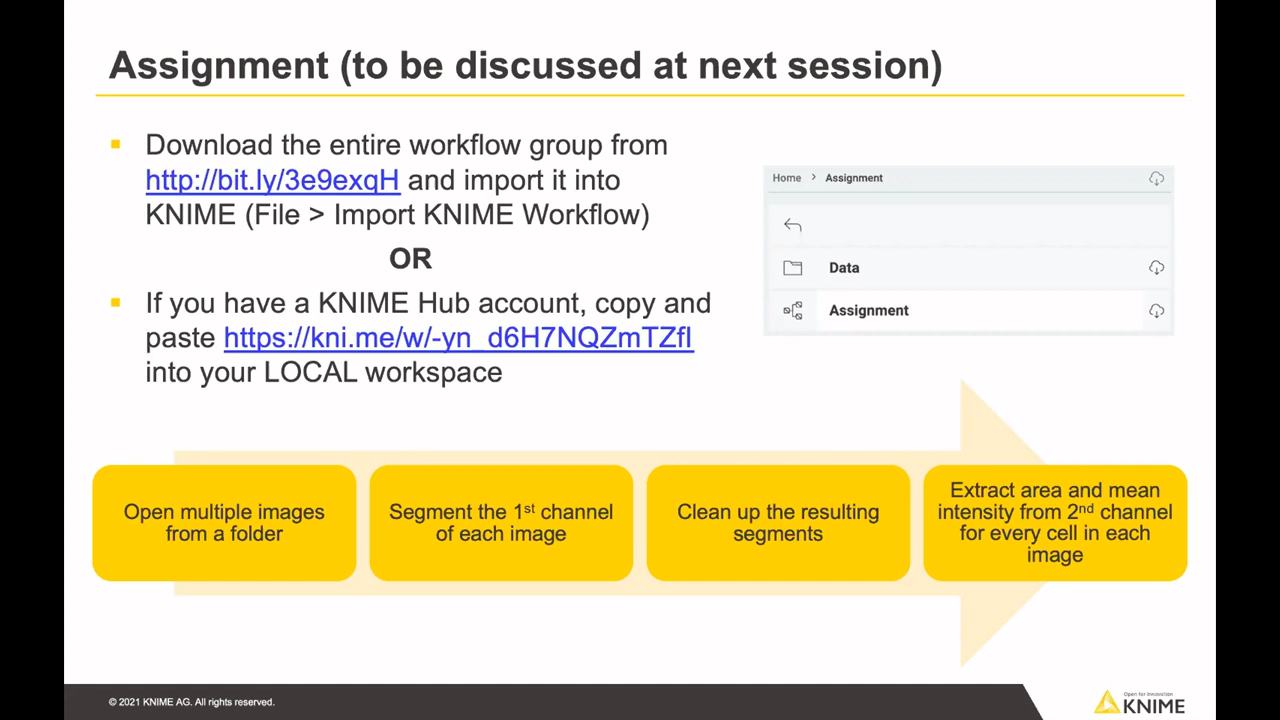 Assignment (to be discussed at next session)
Download the entire workflow group from
http://bit.ly/3e9exqH and import it into
KNIME (File > Import KNIME Workflow)
OR
If you have a KNIME Hub account, copy and
paste https://kni.me/w/-yn_d6H7NQZmTZfI
into your LOCAL workspace
Home > Assignment
Data
Assignment
Open multiple images
from a folder
Segment the 1st channel
of each image
Clean up the resulting
segments
Extract area and mean
intensity from 2nd channel
for every cell in each
image
© 2021 KNIME AG. All rights reserved.
Open for Innovation
KNIME